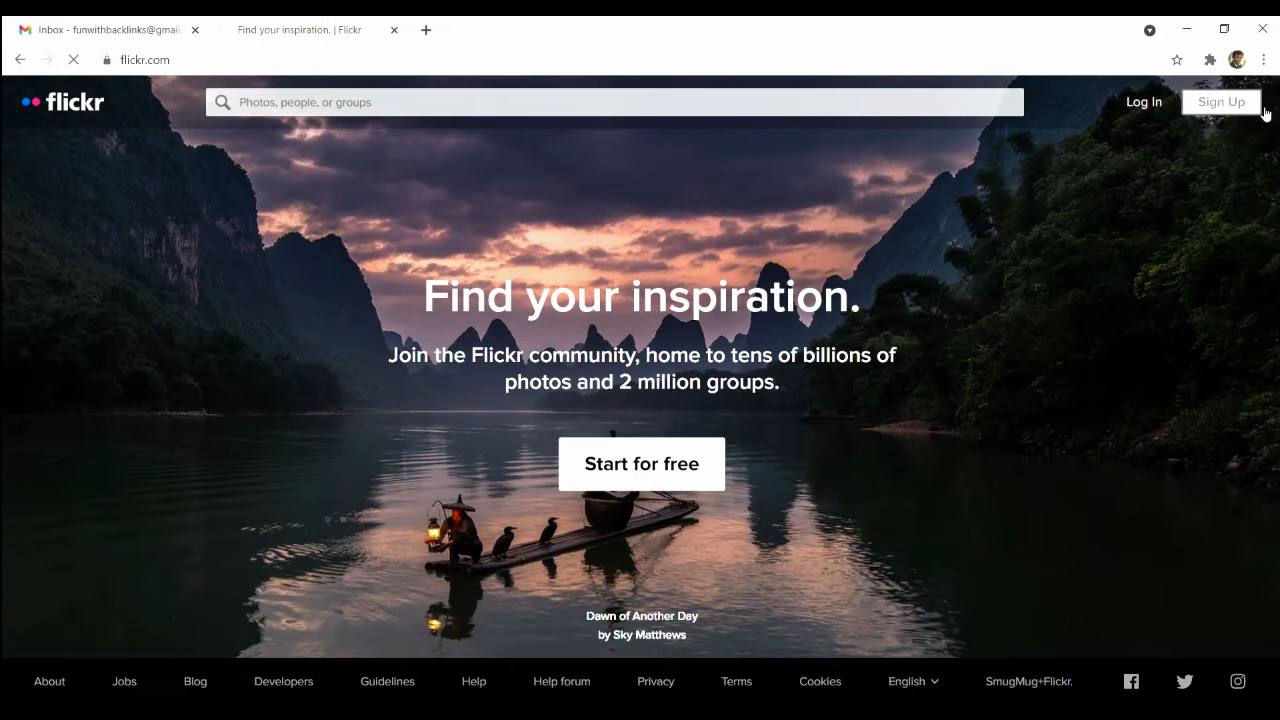 Inbox - funwithbacklinks@gmail
Find your inspiration. | Flickr
flickr.com
flickr
Photos, people, or groups
Log In
Sign Up
Find your inspiration.
Join the Flickr community, home to tens of billions of
photos and 2 million groups.
Start for free
Dawn of Another Day
by Sky Matthews
About
Jobs
Blog
Developers
Guidelines
Help
Help forum
Privacy
Terms
Cookies
English
SmugMug+Flickr.